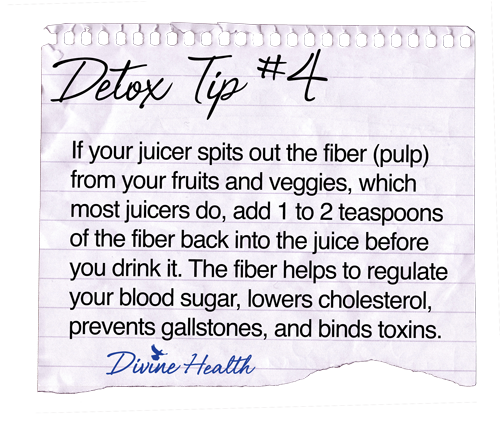 Detox Tip #4
If your juicer spits out the fiber (pulp)
from your fruits and veggies, which
most juicers do, add 1 to 2 teaspoons
of the fiber back into the juice before
you drink it. The fiber helps to regulate
your blood sugar, lowers cholesterol,
prevents gallstones, and binds toxins.
Divine Health